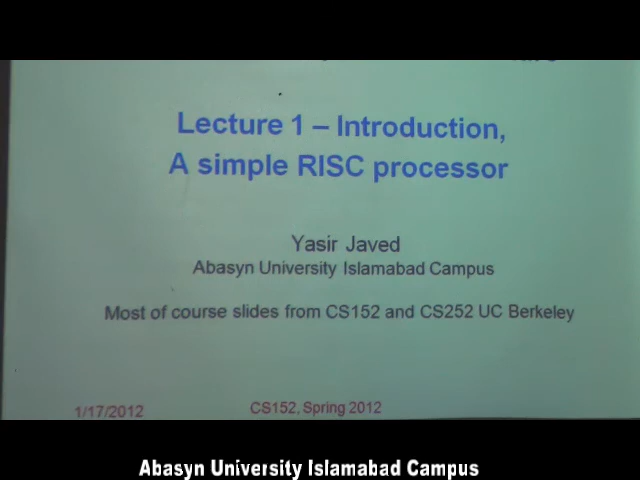 Lecture 1 – Introduction,
A simple RISC processor
Yasir Javed
Abasyn University Islamabad Campus
Most of course slides from CS152 and CS252 UC Berkeley
1/17/2012
CS152, Spring 2012
Abasyn University Islamabad Campus